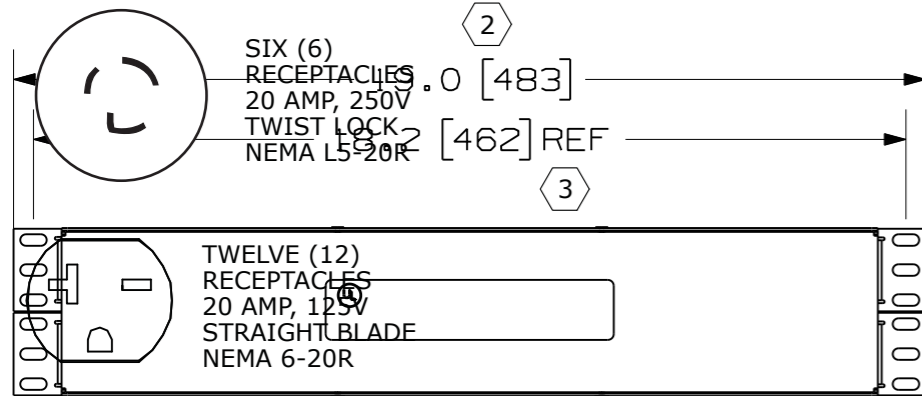 2
SIX (6)
RECEPTACLES
20 AMP, 250V
TWIST LOCK
NEMA L5-20R
19.0 [483]
18.2 [462] REF
3
TWELVE (12)
RECEPTACLES
20 AMP, 125V
STRAIGHT BLADE
NEMA 6-20R
UL